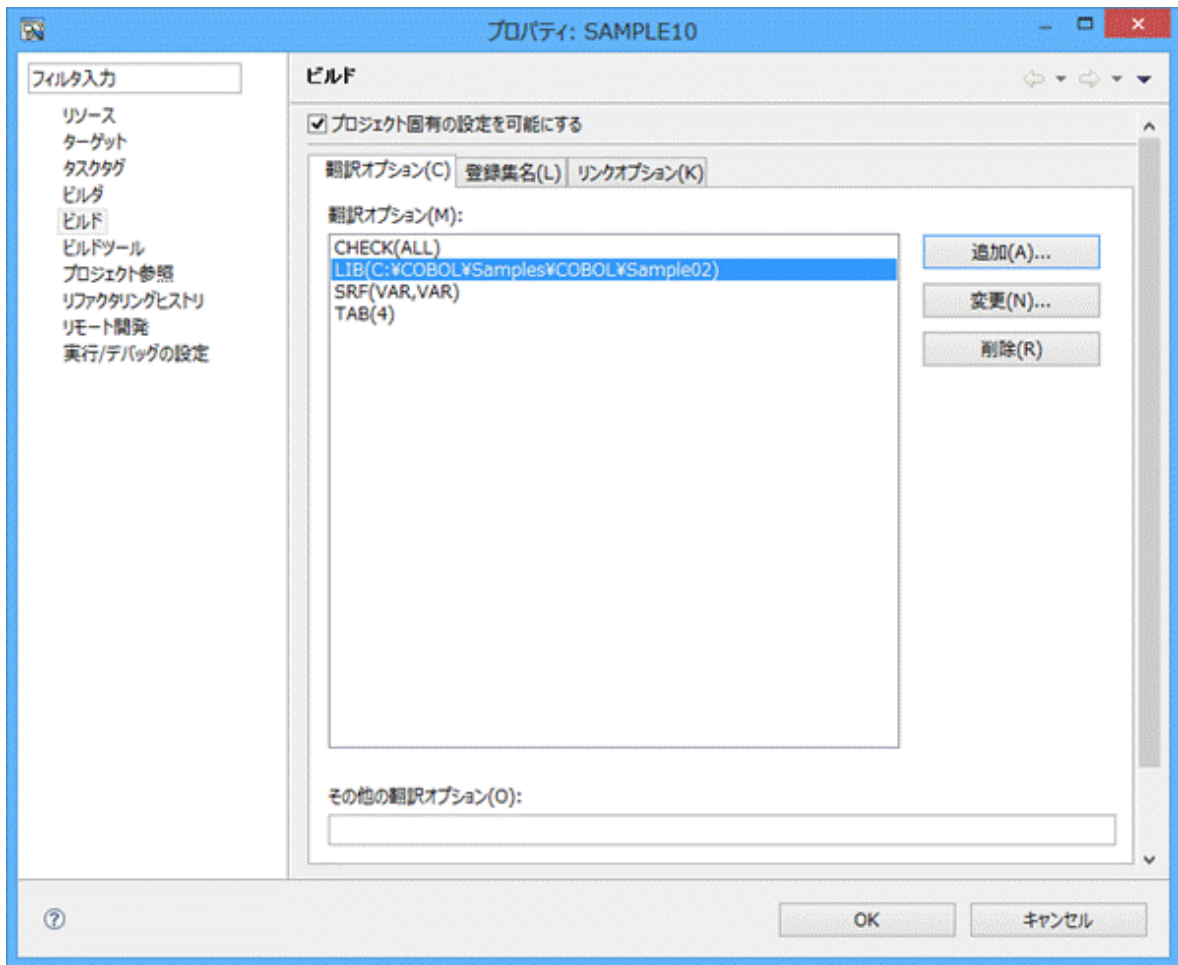 プロパティ: SAMPLE10
フィルタ入力
リソース
ターゲット
タスクタグ
ビルダ
ビルド
ビルドツール
プロジェクト参照
リファクタリングヒストリ
リモート開発
実行/デバッグの設定
ビルド
プロジェクト固有の設定を可能にする
翻訳オプション(C) 登録集名(L) リンクオプション(K)
翻訳オプション(M):
CHECK(ALL)
LIB(C:¥COBOL¥Samples¥COBOL¥Sample02)
SRF(VAR,VAR)
TAB(4)
追加(A)...
変更(N)...
削除(R)
その他の翻訳オプション(O):
OK キャンセル